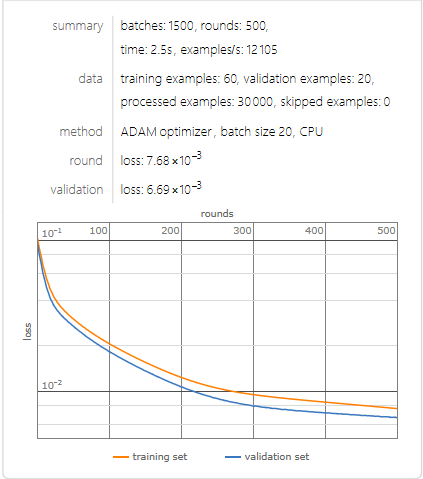 summary batches: 1500, rounds: 500,
time: 2.5s, examples/s: 12105
data training examples: 60, validation examples: 20,
processed examples: 30000, skipped examples: 0
method ADAM optimizer, batch size 20, CPU
round loss: 7.68×10⁻³
validation loss: 6.69×10⁻³
rounds
10⁻¹ 100 200 300 400 500
loss
10⁻²
training set validation set